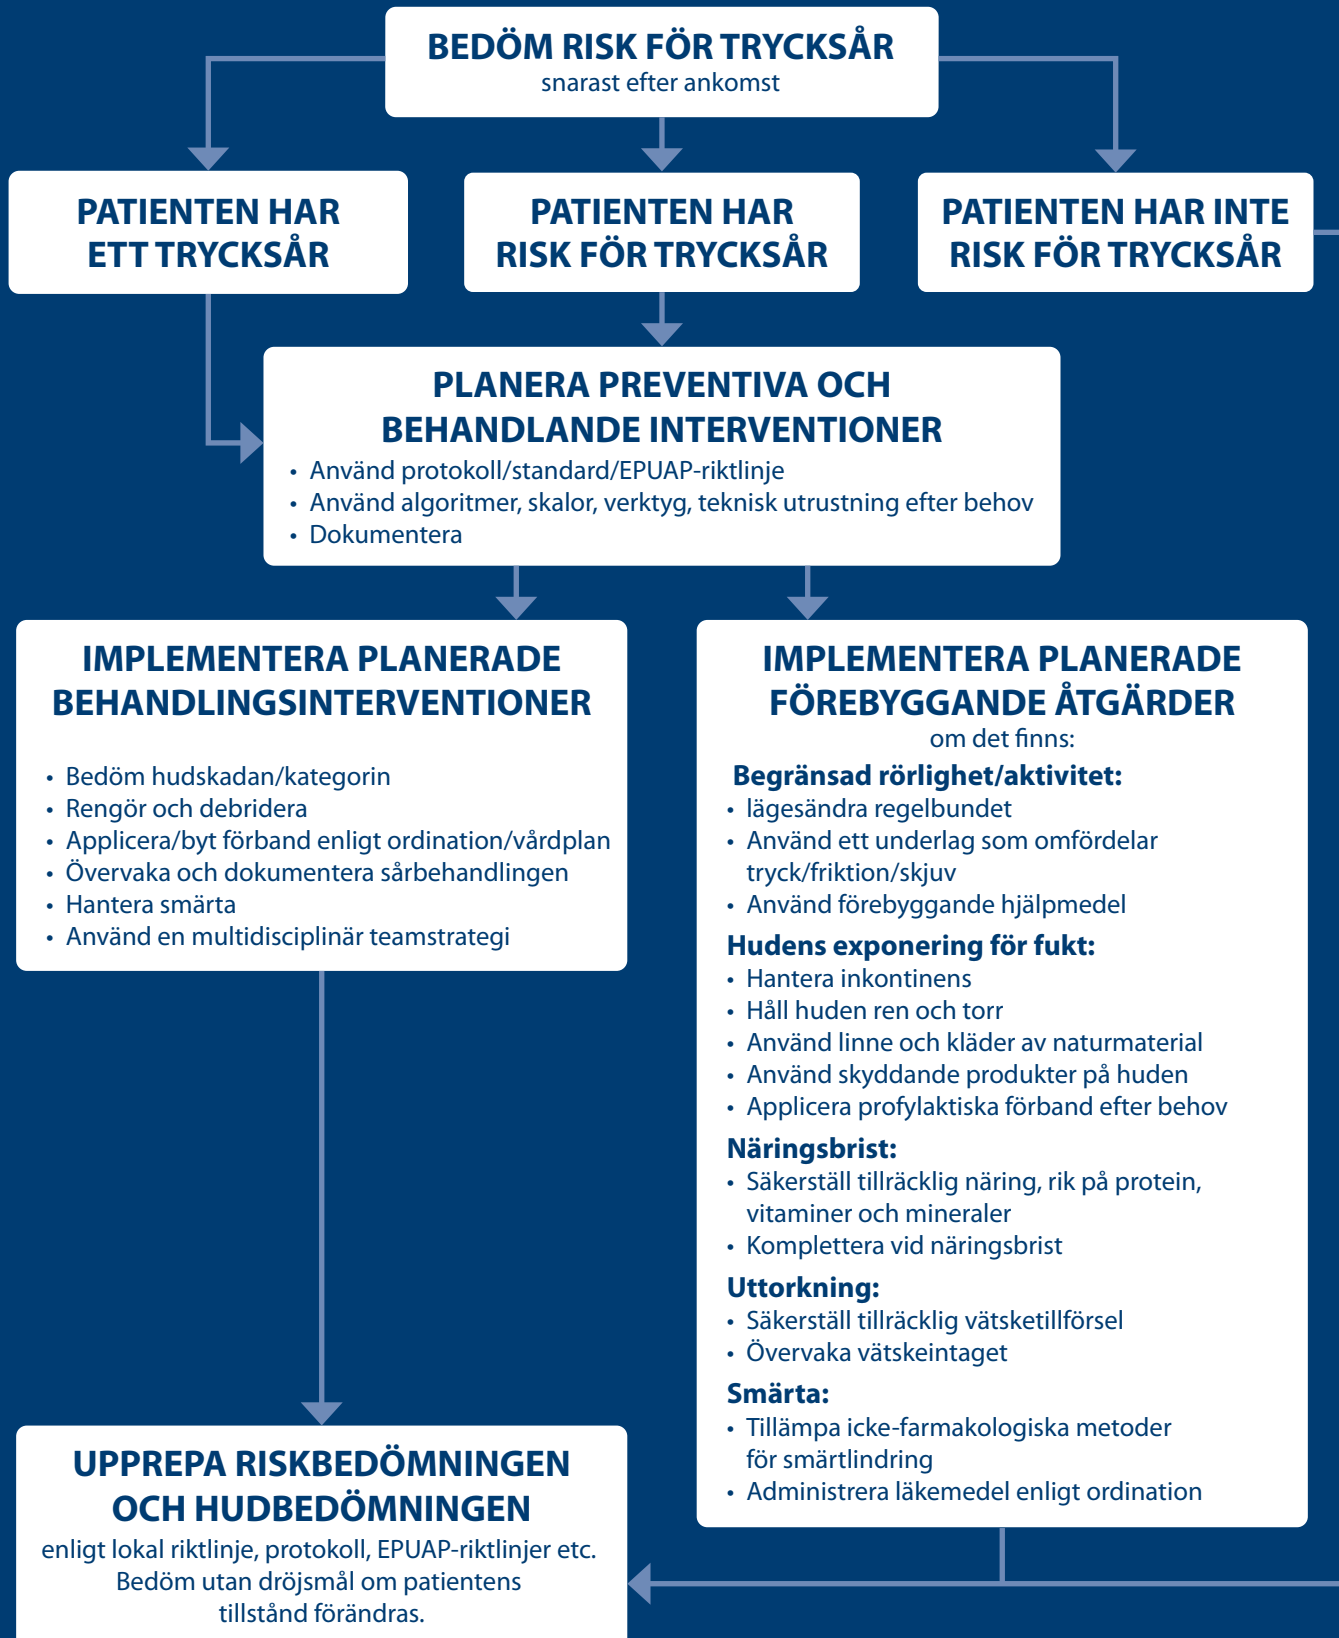 BEDÖM RISK FÖR TRYCKSÅR
snarast efter ankomst
PATIENTEN HAR
ETT TRYCKSÅR
PATIENTEN HAR
RISK FÖR TRYCKSÅR
PATIENTEN HAR INTE
RISK FÖR TRYCKSÅR
PLANERA PREVENTIVA OCH
BEHANDLANDE INTERVENTIONER
• Använd protokoll/standard/EPUAP-riktlinje
• Använd algoritmer, skalor, verktyg, teknisk utrustning efter behov
• Dokumentera
IMPLEMENTERA PLANERADE
BEHANDLINGSINTERVENTIONER
• Bedöm hudskadan/kategorin
• Rengör och debridera
• Applicera/byt förband enligt ordination/vårdplan
• Övervaka och dokumentera sårbehandlingen
• Hantera smärta
• Använd en multidisciplinär teamstrategi
IMPLEMENTERA PLANERADE
FÖREBYGGANDE ÅTGÄRDER
om det finns:
Begränsad rörlighet/aktivitet:
• lägesändra regelbundet
• Använd ett underlag som omfördelar
tryck/friktion/skjuv
• Använd förebyggande hjälpmedel
Hudens exponering för fukt:
• Hantera inkontinens
• Håll huden ren och torr
• Använd linne och kläder av naturmaterial
• Använd skyddande produkter på huden
• Applicera profylaktiska förband efter behov
Näringsbrist:
• Säkerställ tillräcklig näring, rik på protein,
vitaminer och mineraler
• Komplettera vid näringsbrist
Uttorkning:
• Säkerställ tillräcklig vätsketillförsel
• Övervaka vätskeintaget
Smärta:
• Tillämpa icke-farmakologiska metoder
för smärtlindring
• Administrera läkemedel enligt ordination
UPPREPA RISKBEDÖMNINGEN
OCH HUDBEDÖMNINGEN
enligt lokal riktlinje, protokoll, EPUAP-riktlinjer etc.
Bedöm utan dröjsmål om patientens
tillstånd förändras.